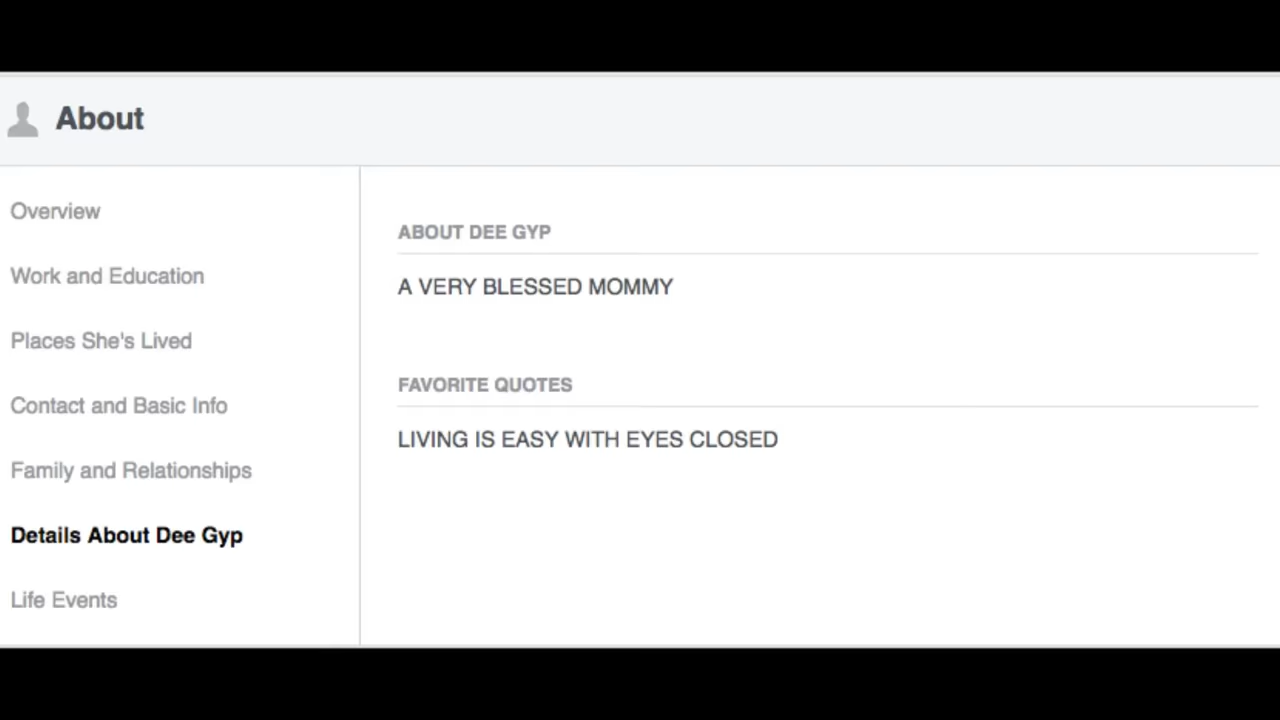 About
Overview
Work and Education
Places She's Lived
Contact and Basic Info
Family and Relationships
Details About Dee Gyp
Life Events
ABOUT DEE GYP
A VERY BLESSED MOMMY
FAVORITE QUOTES
LIVING IS EASY WITH EYES CLOSED